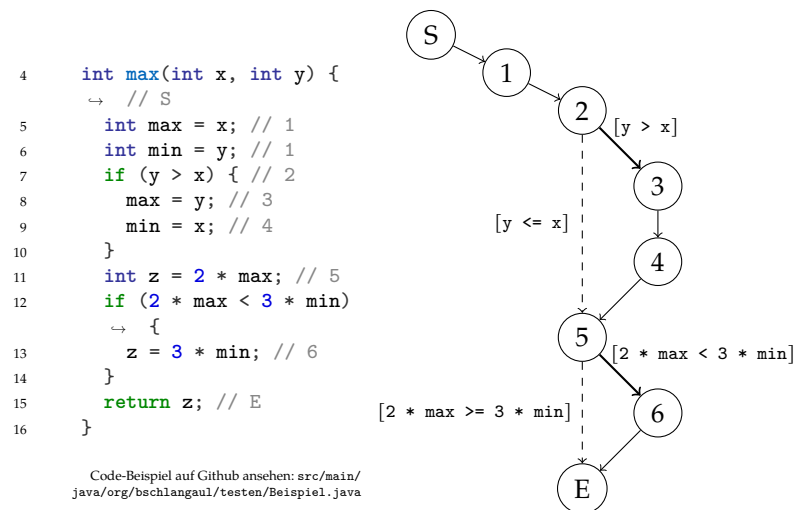 4 int max(int x, int y) {
↪ // S
5 int max = x; // 1
6 int min = y; // 1
7 if (y > x) { // 2
8 max = y; // 3
9 min = x; // 4
10 }
11 int z = 2 * max; // 5
12 if (2 * max < 3 * min)
↪ {
13 z = 3 * min; // 6
14 }
15 return z; // E
16 }
Code-Beispiel auf Github ansehen: src/main/
java/org/bschlangaul/testen/Beispiel.java
S
1
2
[y > x]
3
[y <= x]
4
5
[2 * max < 3 * min]
[2 * max >= 3 * min]
6
E